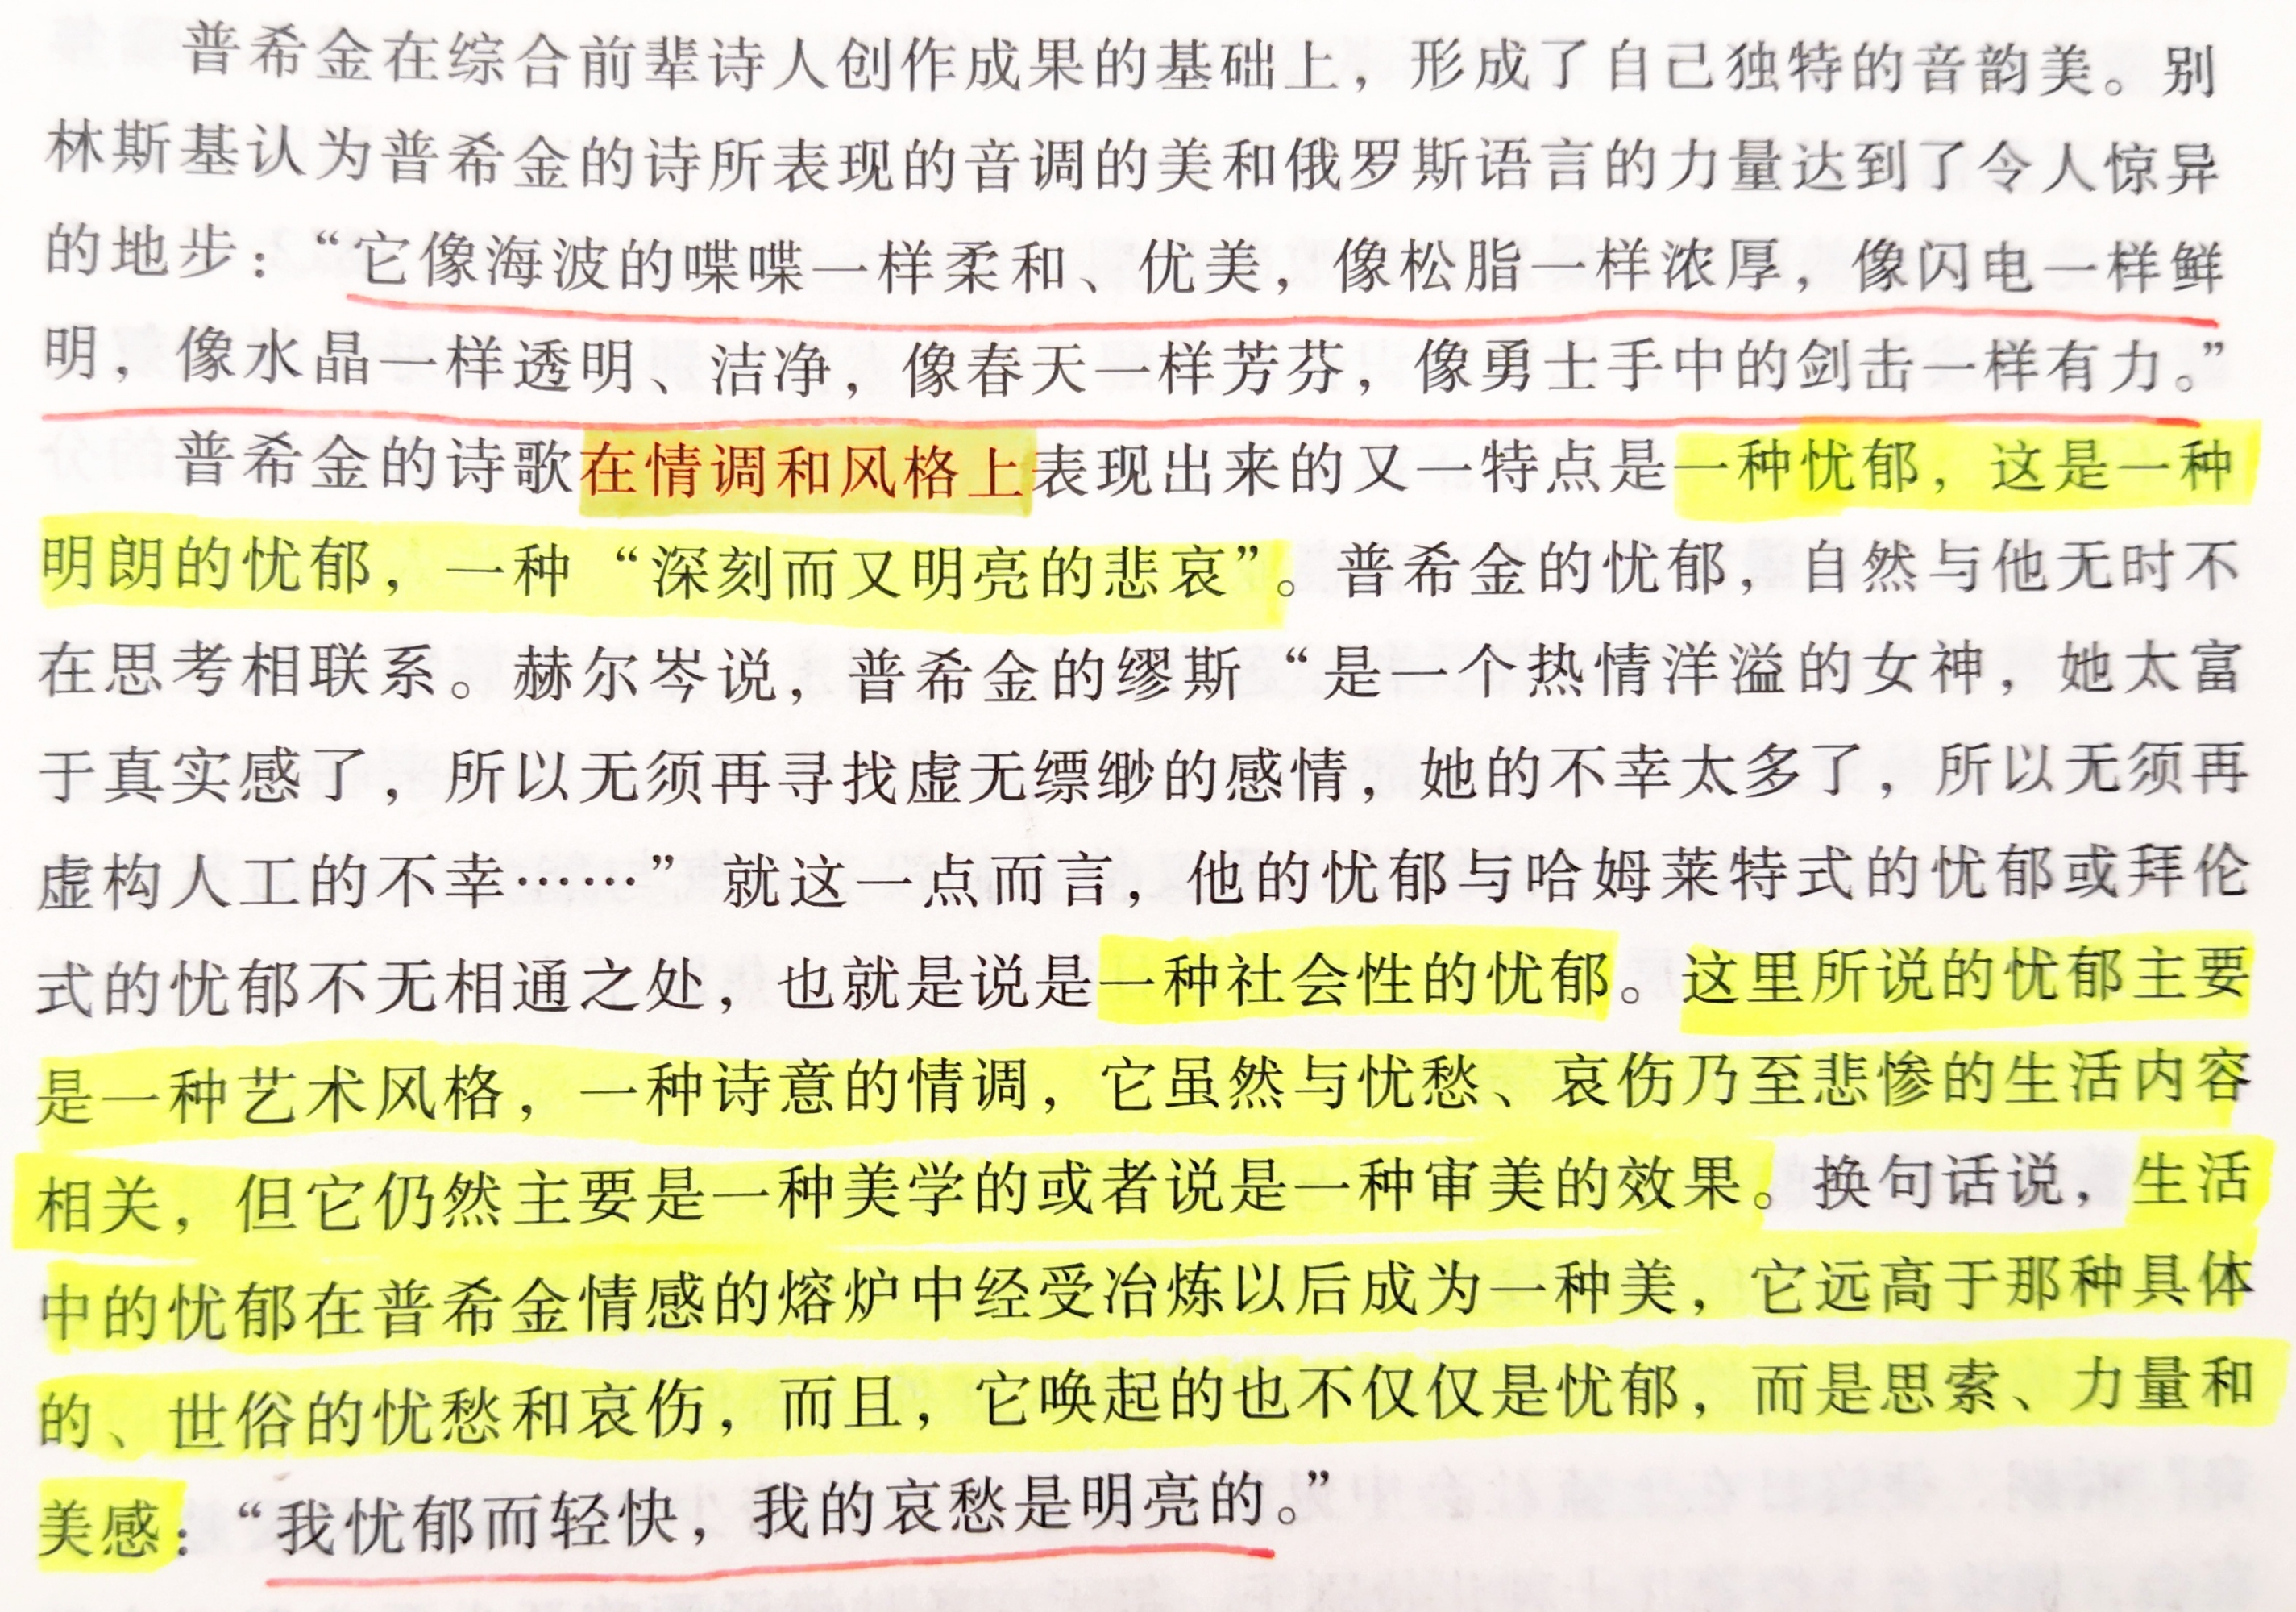 普希金在综合前辈诗人创作成果的基础上，形成了自己独特的音韵美。别
林斯基认为普希金的诗所表现的音调的美和俄罗斯语言的力量达到了令人惊异
的地步：“它像海波的喋喋一样柔和、优美，像松脂一样浓厚，像闪电一样鲜
明，像水晶一样透明、洁净，像春天一样芳芬，像勇士手中的剑击一样有力。”
普希金的诗歌在情调和风格上表现出来的又一特点是一种忧郁，这是一种
明朗的忧郁，一种“深刻而又明亮的悲哀”。普希金的忧郁，自然与他无时不
在思考相联系。赫尔岑说，普希金的缪斯“是一个热情洋溢的女神，她太富
于真实感了，所以无须再寻找虚无缥缈的感情，她的不幸太多了，所以无须再
虚构人工的不幸……”就这一点而言，他的忧郁与哈姆莱特式的忧郁或拜伦
式的忧郁不无相通之处，也就是说是一种社会性的忧郁。这里所说的忧郁主要
是一种艺术风格，一种诗意的情调，它虽然与忧愁、哀伤乃至悲惨的生活内容
相关，但它仍然主要是一种美学的或者说是一种审美的效果。换句话说，生活
中的忧郁在普希金情感的熔炉中经受冶炼以后成为一种美，它远高于那种具体
的、世俗的忧愁和哀伤，而且，它唤起的也不仅仅是忧郁，而是思索、力量和
美感：“我忧郁而轻快，我的哀愁是明亮的。”